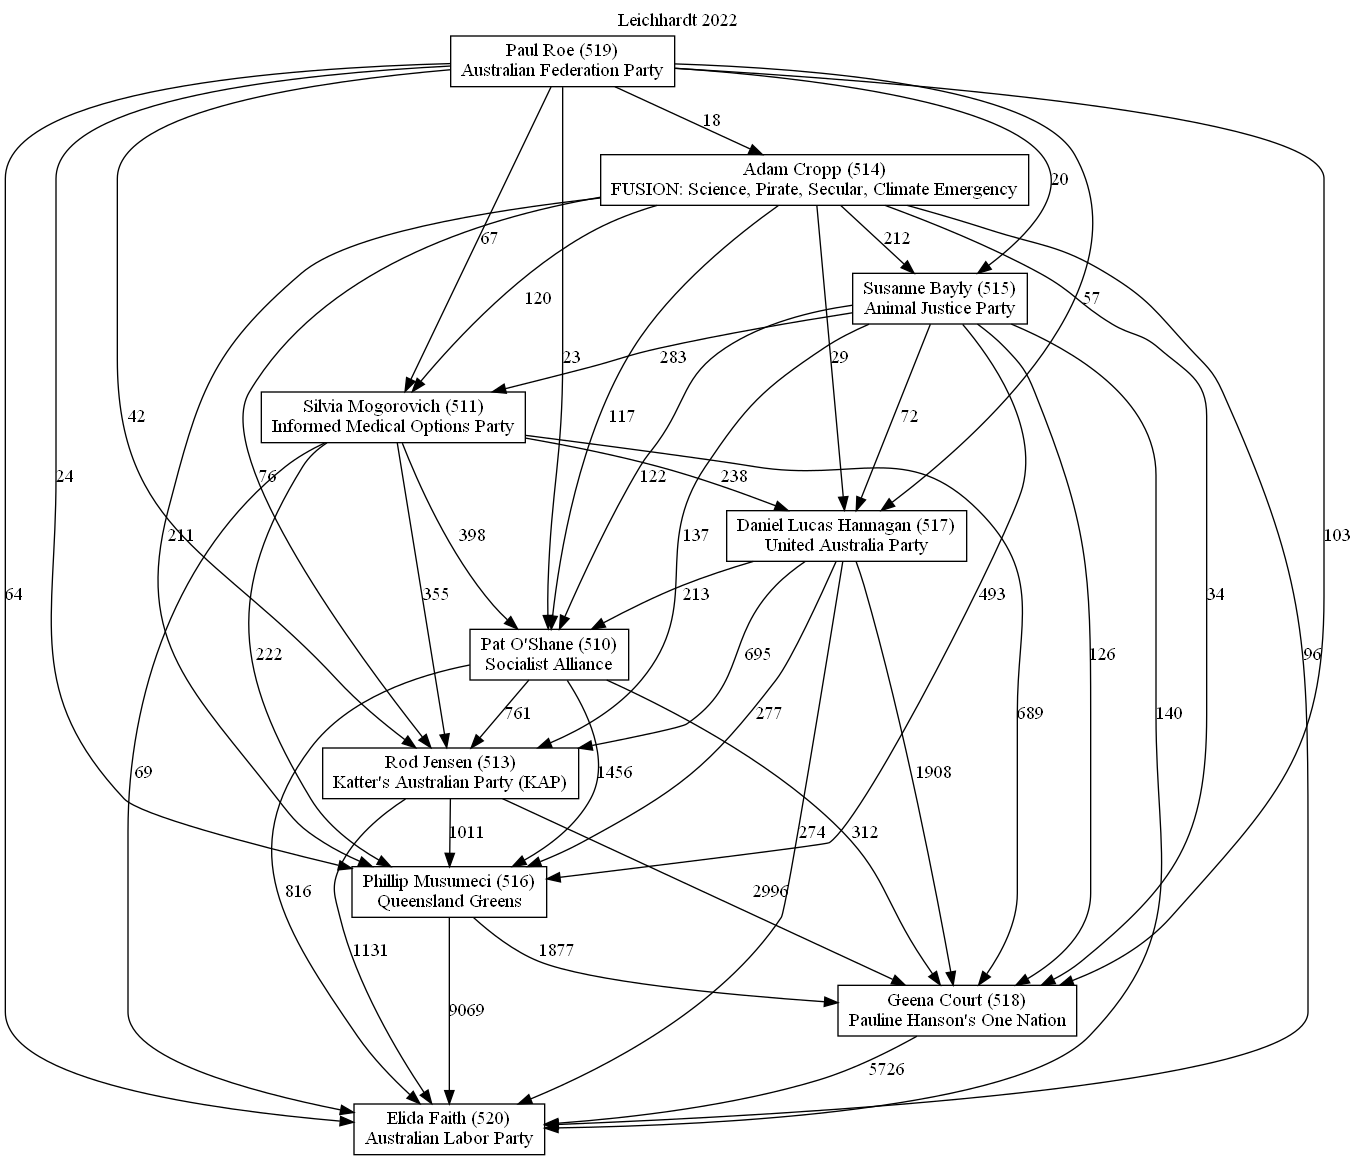 Leichhardt 2022
Paul Roe (519)
Australian Federation Party
18
Adam Cropp (514)
FUSION: Science, Pirate, Secular, Climate Emergency
20
67
212
Susanne Bayly (515)
Animal Justice Party
120
57
23
283
29
Silvia Mogorovich (511)
Informed Medical Options Party
42
117
72
24
76
122
238
211
398
137
Daniel Lucas Hannagan (517)
United Australia Party
103
64
355
213
493
34
Pat O'Shane (510)
Socialist Alliance
222
695
126
96
761
277
689
140
Rod Jensen (513)
Katter's Australian Party (KAP)
69
1456
1908
1011
274
312
Phillip Musumeci (516)
Queensland Greens
816
2996
1131
1877
Geena Court (518)
Pauline Hanson's One Nation
9069
5726
Elida Faith (520)
Australian Labor Party